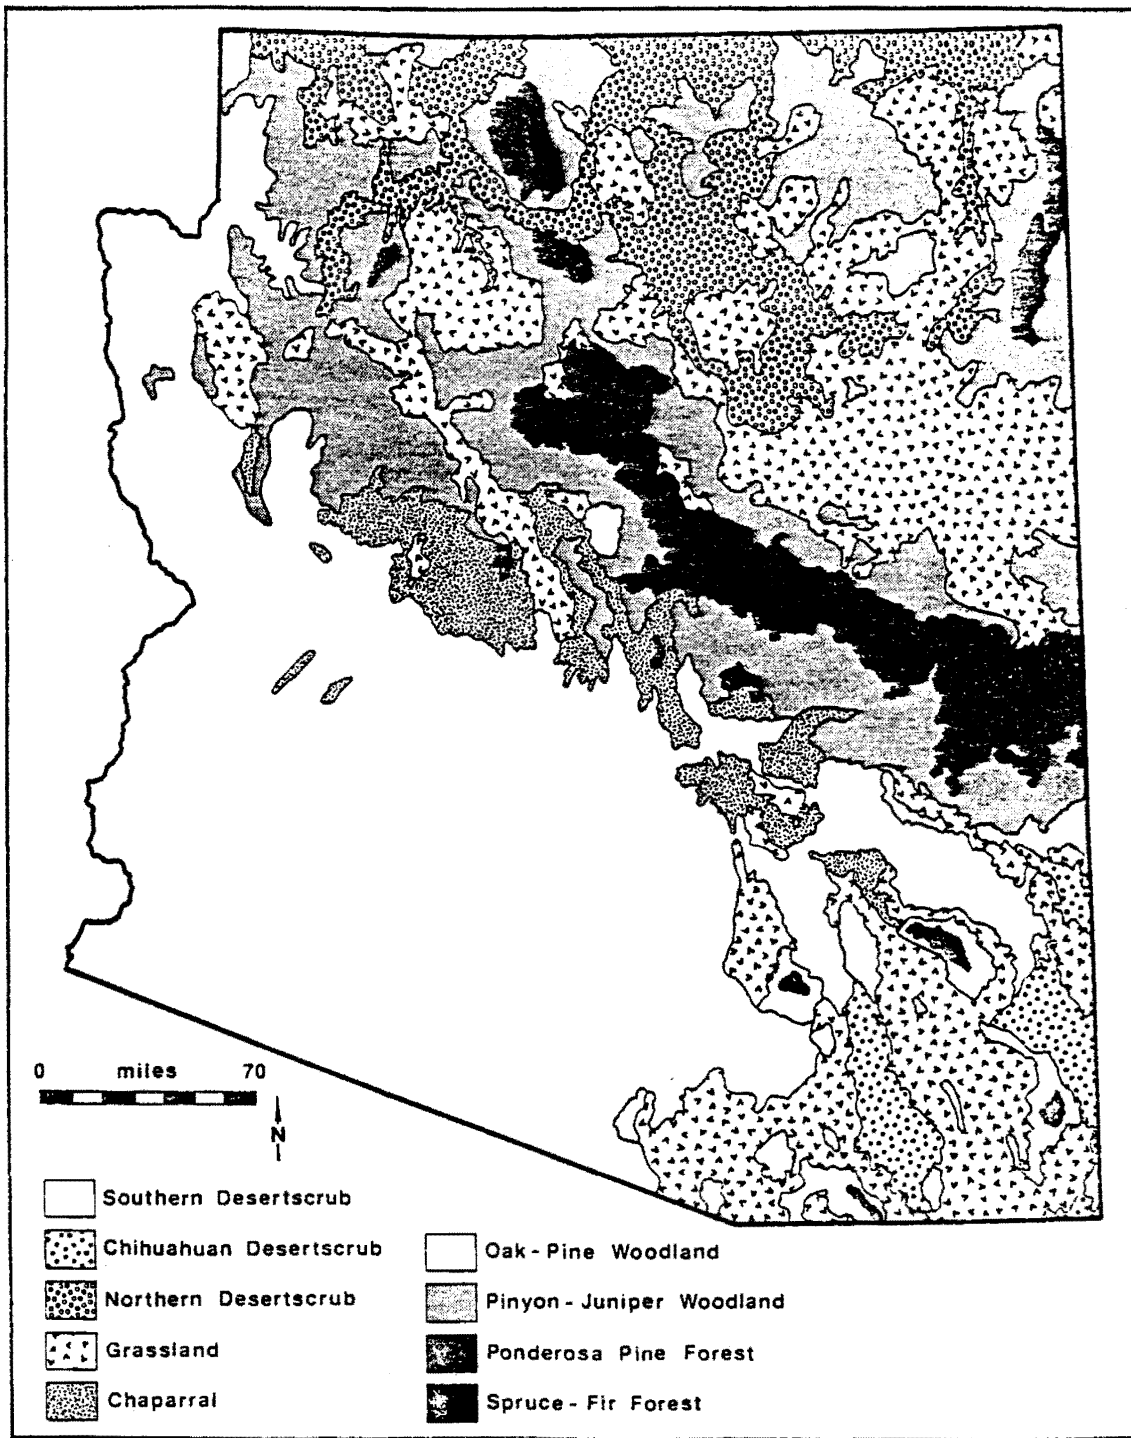 0 miles 70
N
Southern Desertscrub
Chihuahuan Desertscrub
Northern Desertscrub
Grassland
Chaparral
Oak-Pine Woodland
Pinyon-Juniper Woodland
Ponderosa Pine Forest
Spruce-Fir Forest